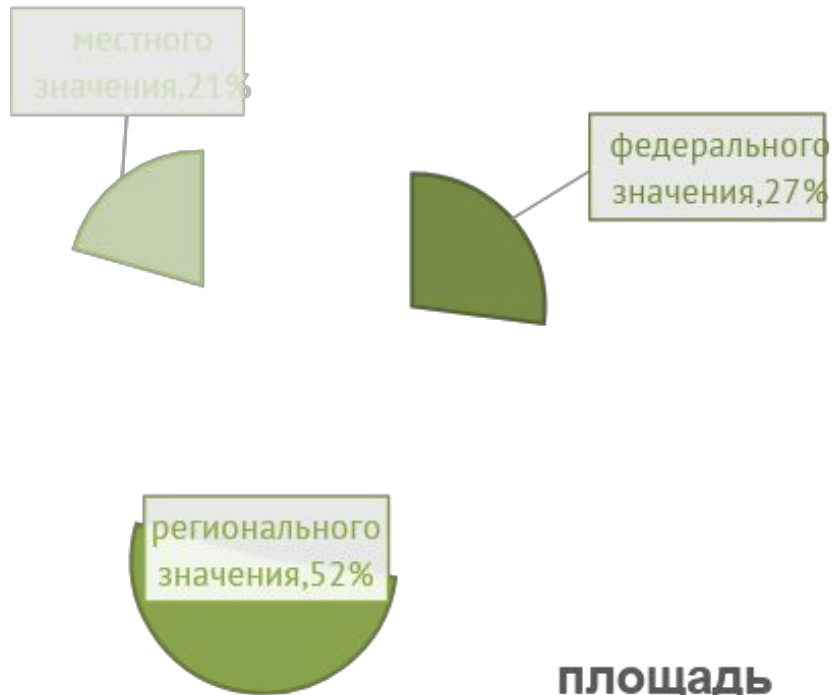 местного
значения,21%
федерального
значения,27%
регионального
значения,52%
площадь